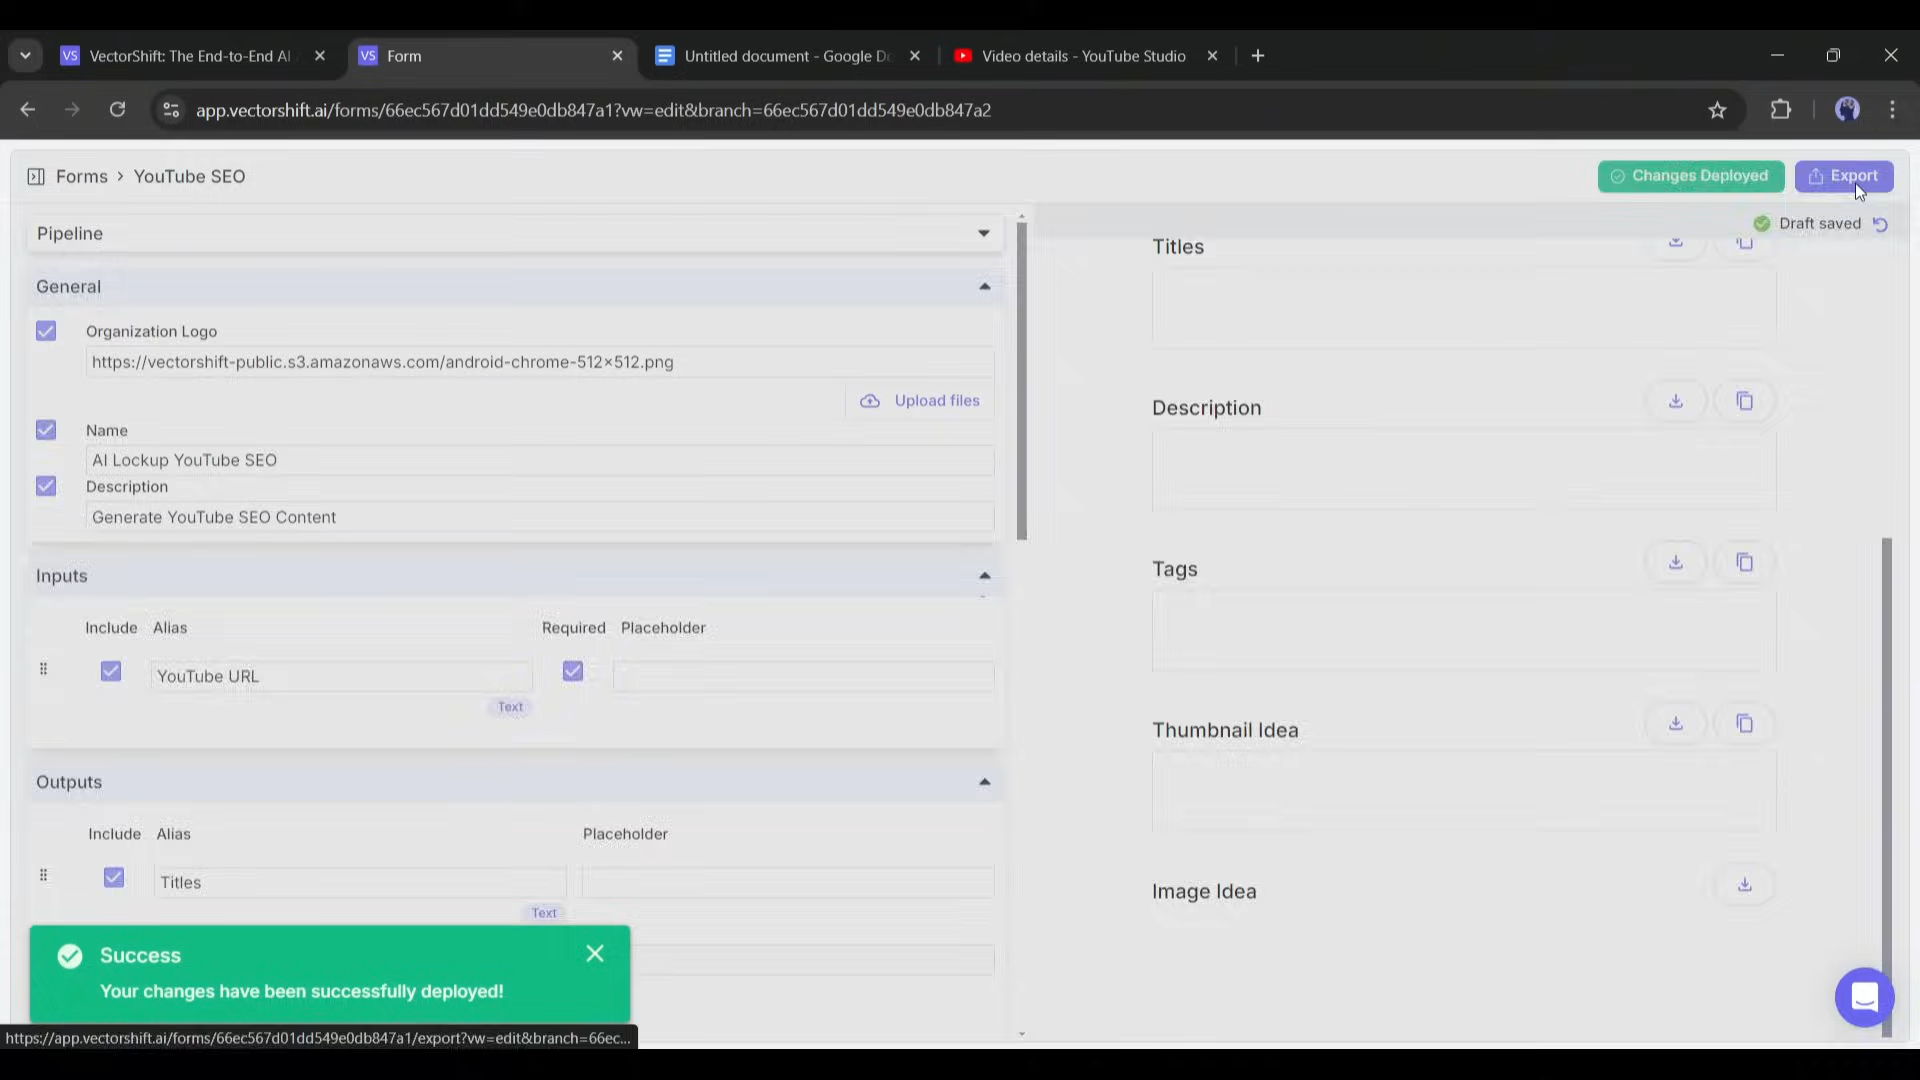 VS VectorShift: The End-to-End AI
VS Form
Untitled document - Google Do
Video details - YouTube Studio
app.vectorshift.ai/forms/66ec567d01dd549e0db847a1?vw=edit&branch=66ec567d01dd549e0db847a2
Forms > YouTube SEO
Changes Deployed
Export
Draft saved
Pipeline
General
Organization Logo
https://vectorshift-public.s3.amazonaws.com/android-chrome-512×512.png
Upload files
Name
AI Lockup YouTube SEO
Description
Generate YouTube SEO Content
Inputs
Include Alias Required Placeholder
YouTube URL
Text
Outputs
Include Alias Placeholder
Titles
Text
Success
Your changes have been successfully deployed!
https://app.vectorshift.ai/forms/66ec567d01dd549e0db847a1/export?vw=edit&branch=66ec...
Titles
Description
Tags
Thumbnail Idea
Image Idea